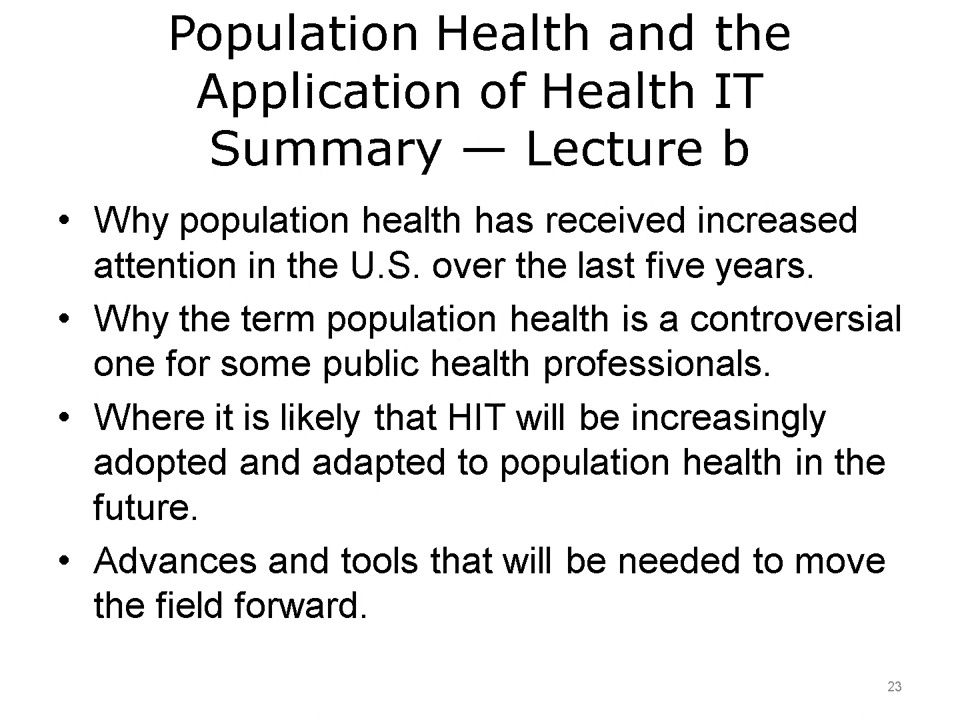 Population Health and the
Application of Health IT
Summary — Lecture b
• Why population health has received increased
attention in the U.S. over the last five years.
• Why the term population health is a controversial
one for some public health professionals.
• Where it is likely that HIT will be increasingly
adopted and adapted to population health in the
future.
• Advances and tools that will be needed to move
the field forward.
23